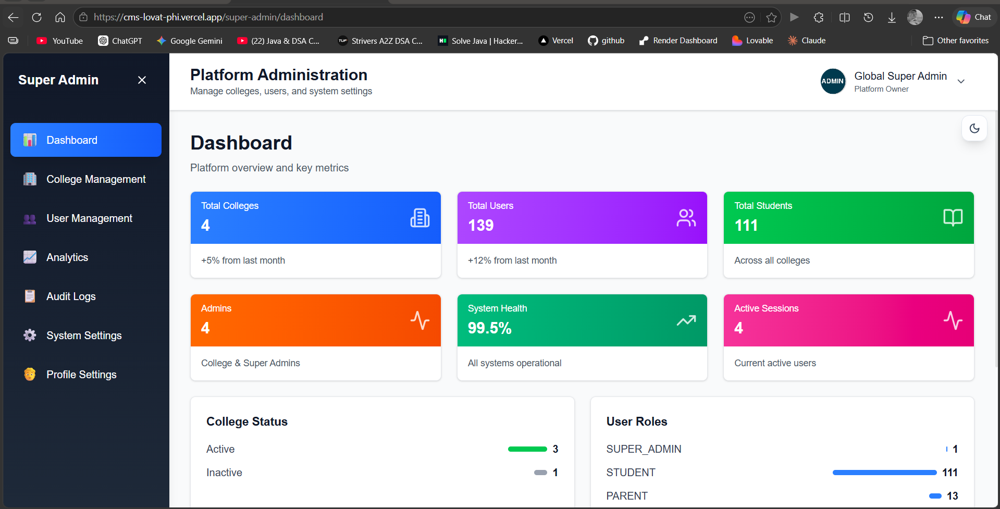 https://cms-lovat-phi.vercel.app/super-admin/dashboard
Chat
YouTube
ChatGPT
Google Gemini
(22) Java & DSA C...
TUF
Strivers A2Z DSA C...
H
Solve Java | Hacker...
Vercel
github
Render Dashboard
Lovable
Claude
Other favorites
Super Admin
Dashboard
College Management
User Management
Analytics
Audit Logs
System Settings
Profile Settings
Platform Administration
Manage colleges, users, and system settings
ADMIN
Global Super Admin
Platform Owner
Dashboard
Platform overview and key metrics
Total Colleges
4
+5% from last month
Total Users
139
+12% from last month
Total Students
111
Across all colleges
Admins
4
College & Super Admins
System Health
99.5%
All systems operational
Active Sessions
4
Current active users
College Status
Active 3
Inactive 1
User Roles
SUPER_ADMIN 1
STUDENT 111
PARENT 13